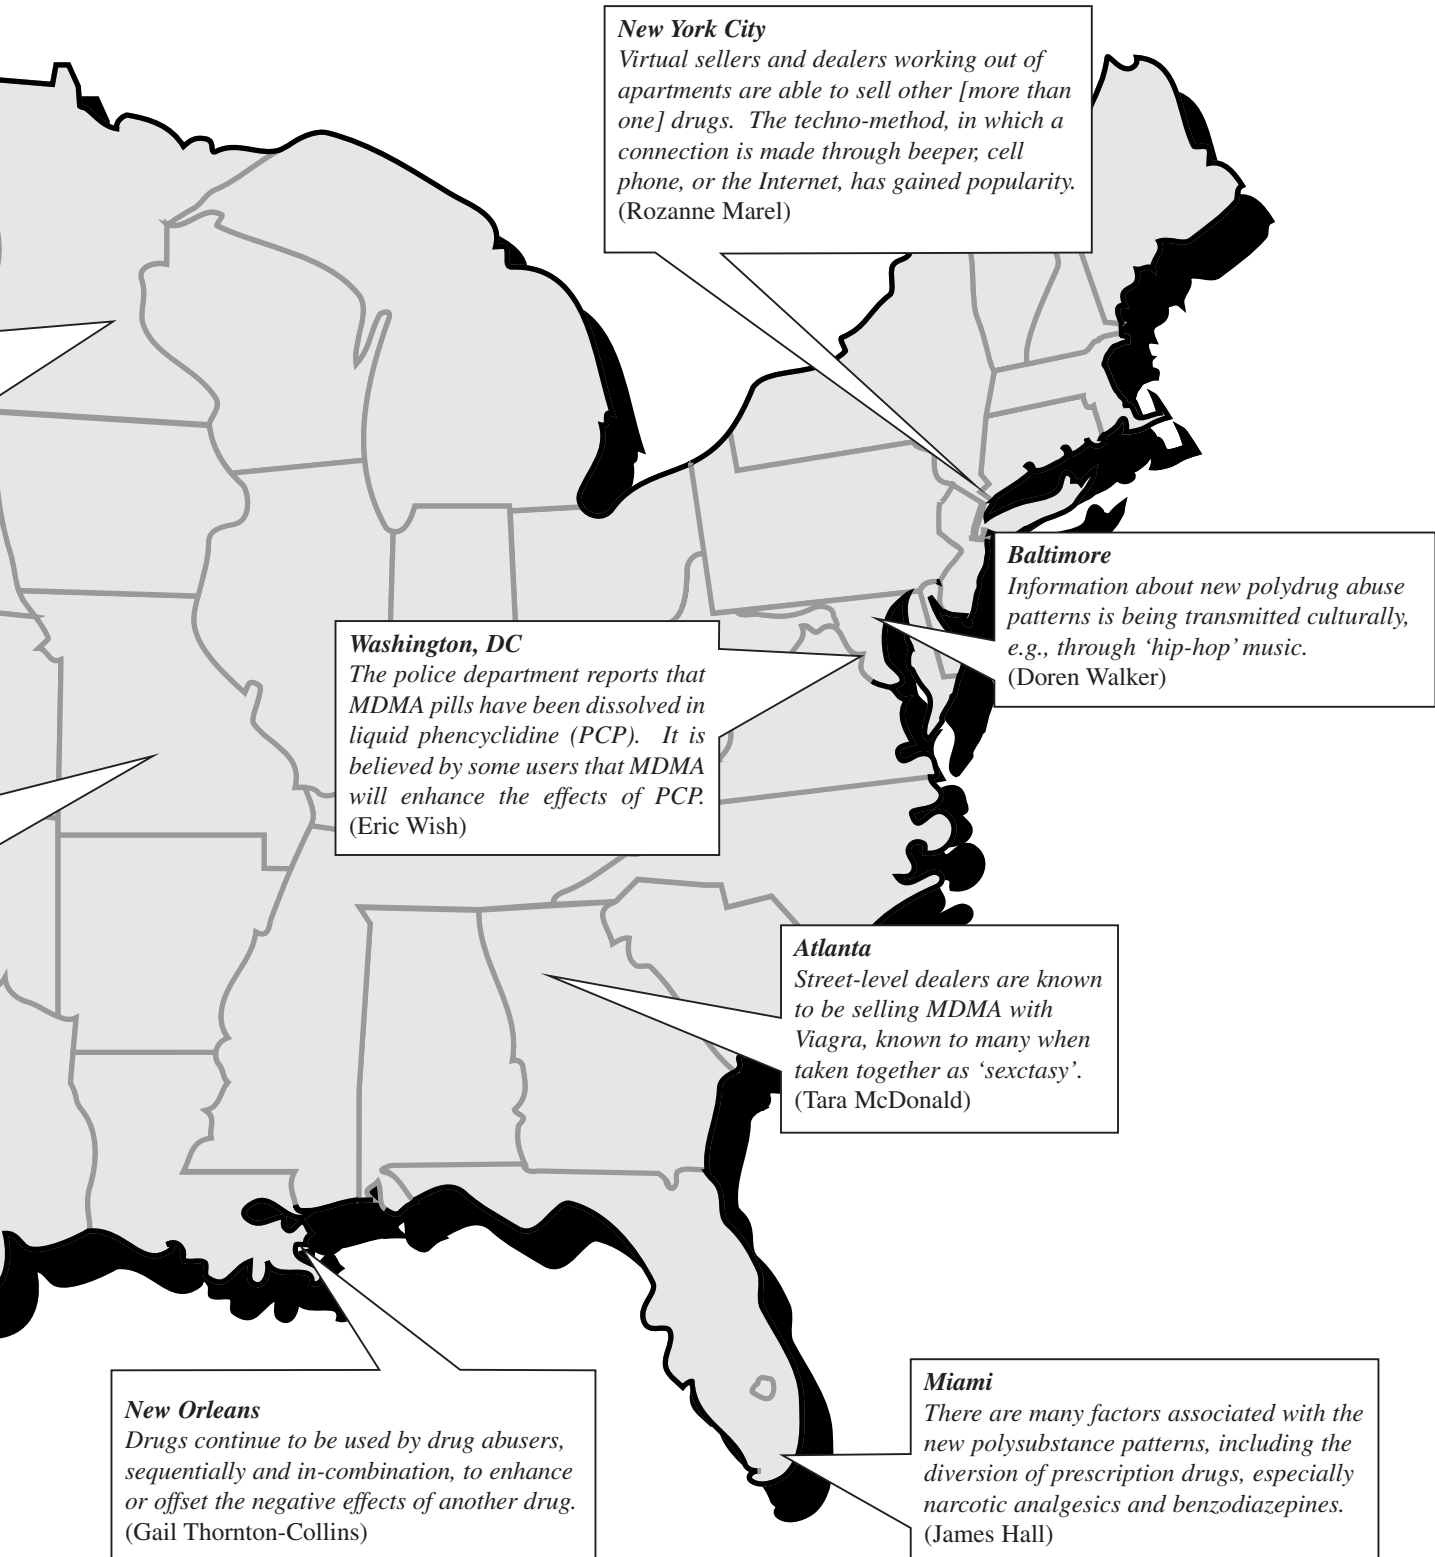 New York City
Virtual sellers and dealers working out of
apartments are able to sell other [more than
one] drugs. The techno-method, in which a
connection is made through beeper, cell
phone, or the Internet, has gained popularity.
(Rozanne Marel)
Baltimore
Information about new polydrug abuse
patterns is being transmitted culturally,
e.g., through ‘hip-hop’ music.
(Doren Walker)
Washington, DC
The police department reports that
MDMA pills have been dissolved in
liquid phencyclidine (PCP). It is
believed by some users that MDMA
will enhance the effects of PCP.
(Eric Wish)
Atlanta
Street-level dealers are known
to be selling MDMA with
Viagra, known to many when
taken together as ‘sexctasy’.
(Tara McDonald)
New Orleans
Drugs continue to be used by drug abusers,
sequentially and in-combination, to enhance
or offset the negative effects of another drug.
(Gail Thornton-Collins)
Miami
There are many factors associated with the
new polysubstance patterns, including the
diversion of prescription drugs, especially
narcotic analgesics and benzodiazepines.
(James Hall)